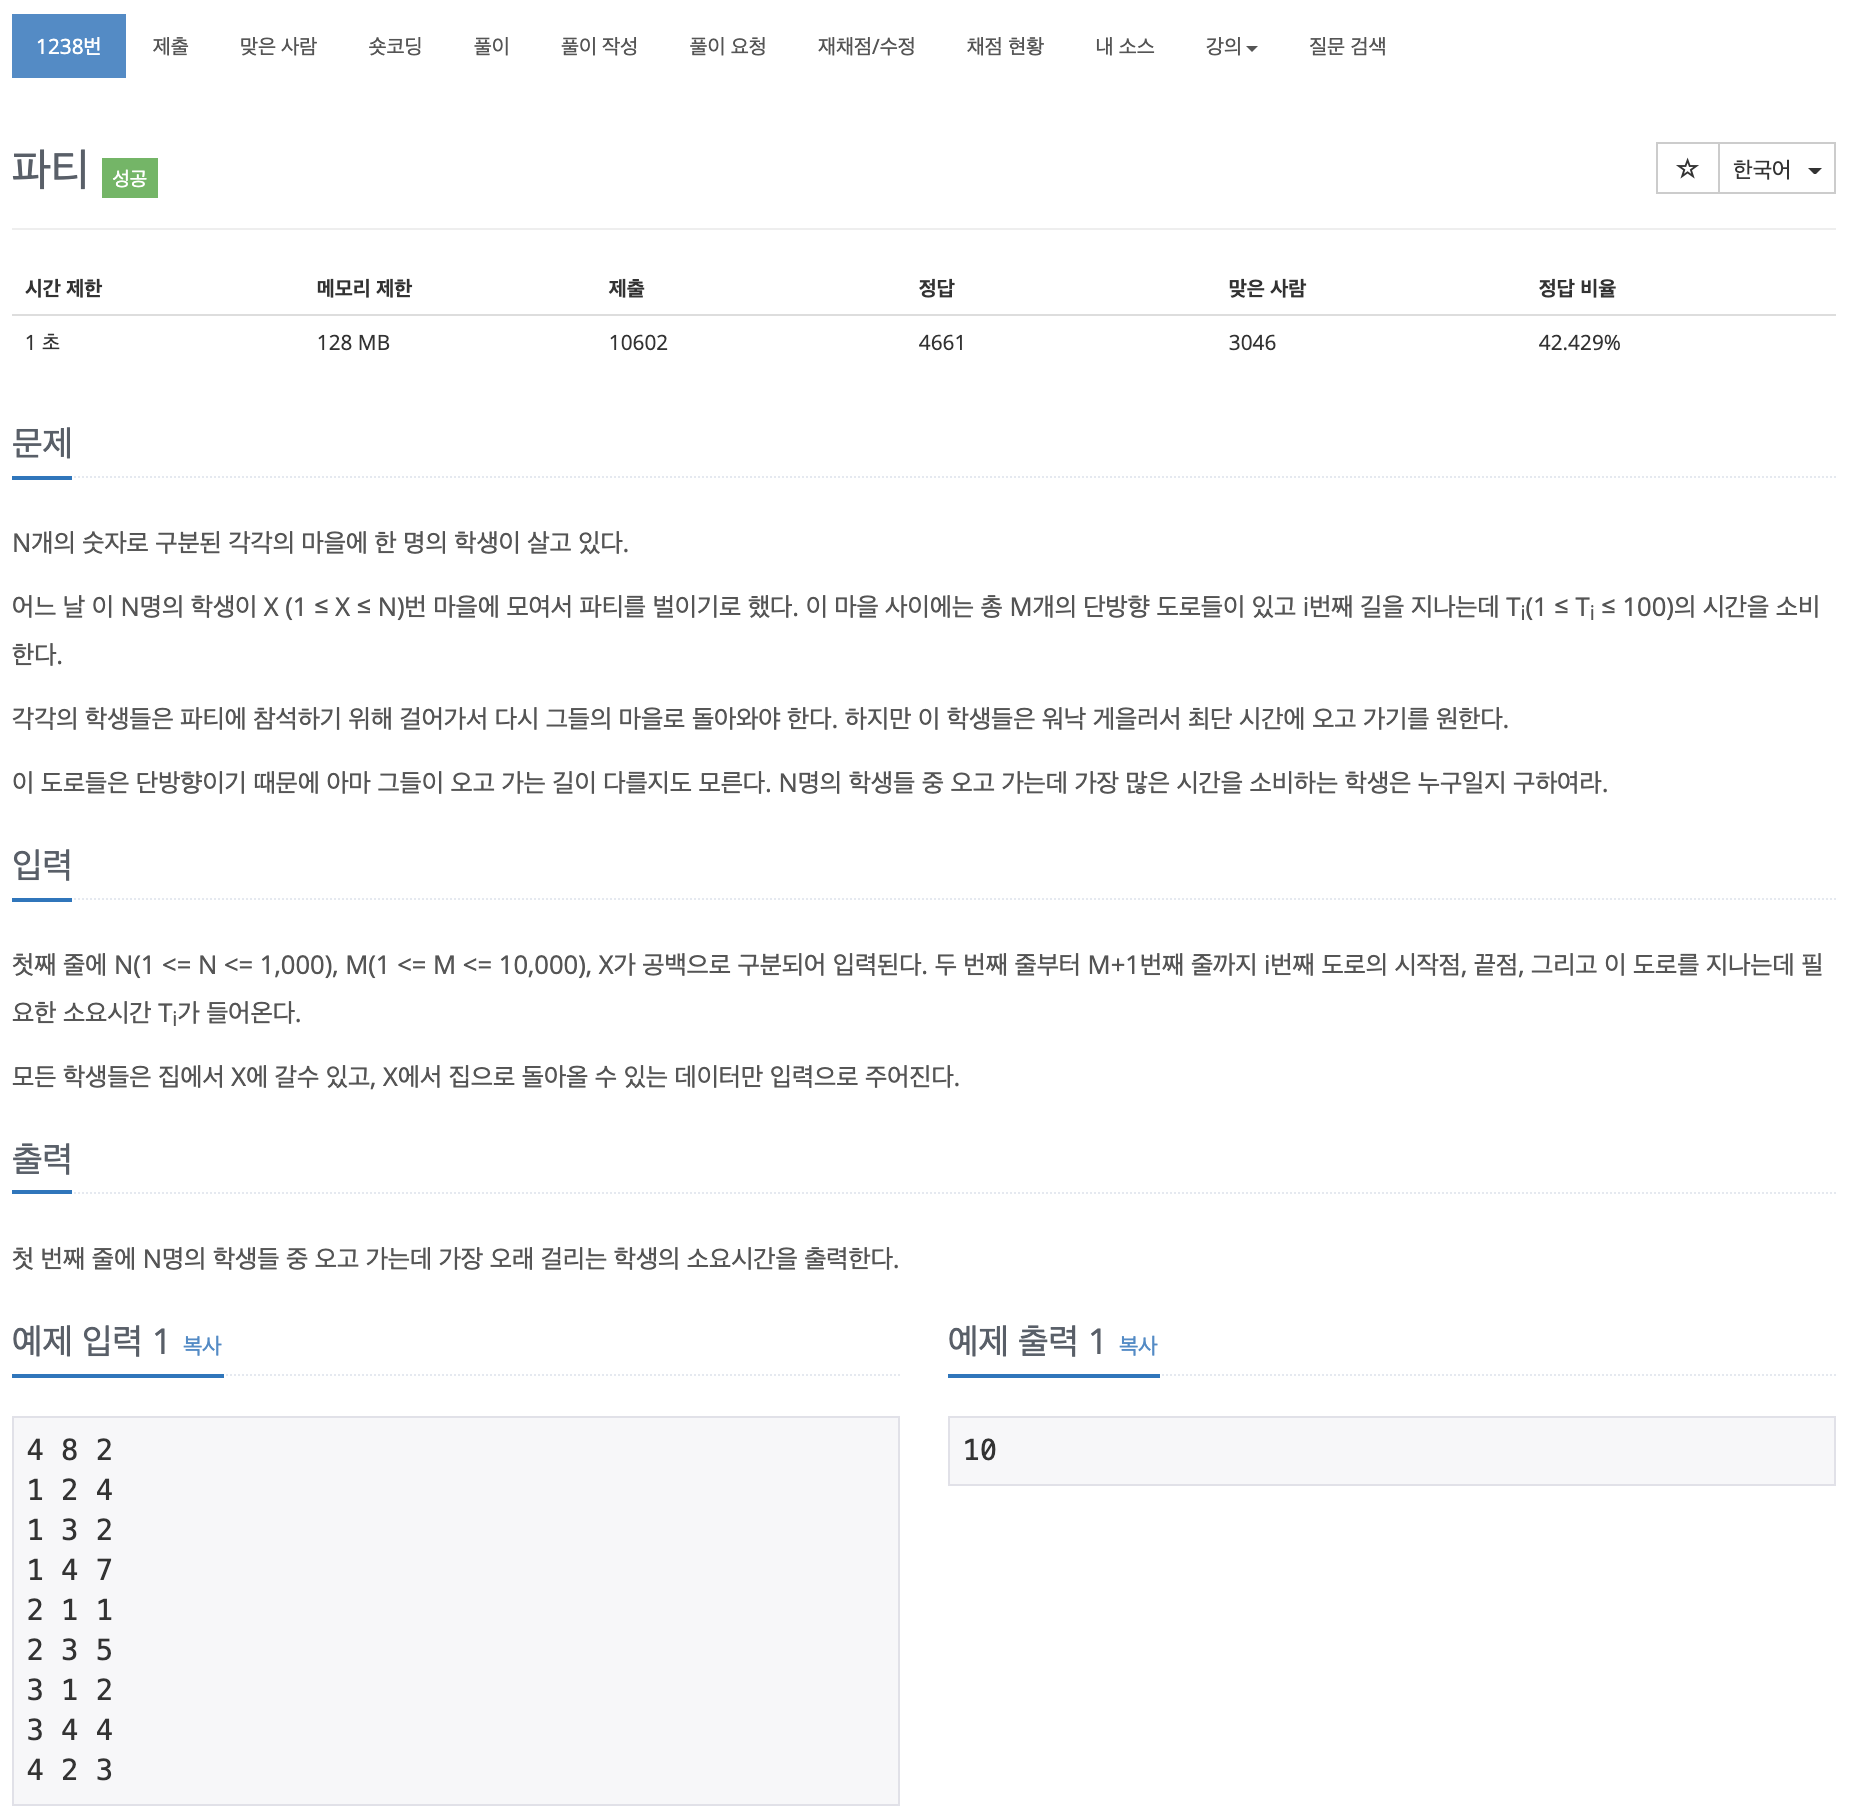 1238번 제출 맞은 사람 숏코딩 풀이 풀이 작성 풀이 요청 재채점/수정 채점 현황 내 소스 강의 질문 검색
파티 성공 ☆ 한국어
시간 제한 메모리 제한 제출 정답 맞은 사람 정답 비율
1 초 128 MB 10602 4661 3046 42.429%
문제
N개의 숫자로 구분된 각각의 마을에 한 명의 학생이 살고 있다.
어느 날 이 N명의 학생이 X (1 ≤ X ≤ N)번 마을에 모여서 파티를 벌이기로 했다. 이 마을 사이에는 총 M개의 단방향 도로들이 있고 i번째 길을 지나는데 Ti(1 ≤ Ti ≤ 100)의 시간을 소비
한다.
각각의 학생들은 파티에 참석하기 위해 걸어가서 다시 그들의 마을로 돌아와야 한다. 하지만 이 학생들은 워낙 게을러서 최단 시간에 오고 가기를 원한다.
이 도로들은 단방향이기 때문에 아마 그들이 오고 가는 길이 다를지도 모른다. N명의 학생들 중 오고 가는데 가장 많은 시간을 소비하는 학생은 누구일지 구하여라.
입력
첫째 줄에 N(1 <= N <= 1,000), M(1 <= M <= 10,000), X가 공백으로 구분되어 입력된다. 두 번째 줄부터 M+1번째 줄까지 i번째 도로의 시작점, 끝점, 그리고 이 도로를 지나는데 필
요한 소요시간 Ti가 들어온다.
모든 학생들은 집에서 X에 갈수 있고, X에서 집으로 돌아올 수 있는 데이터만 입력으로 주어진다.
출력
첫 번째 줄에 N명의 학생들 중 오고 가는데 가장 오래 걸리는 학생의 소요시간을 출력한다.
예제 입력 1 복사
4 8 2
1 2 4
1 3 2
1 4 7
2 1 1
2 3 5
3 1 2
3 4 4
4 2 3
예제 출력 1 복사
10